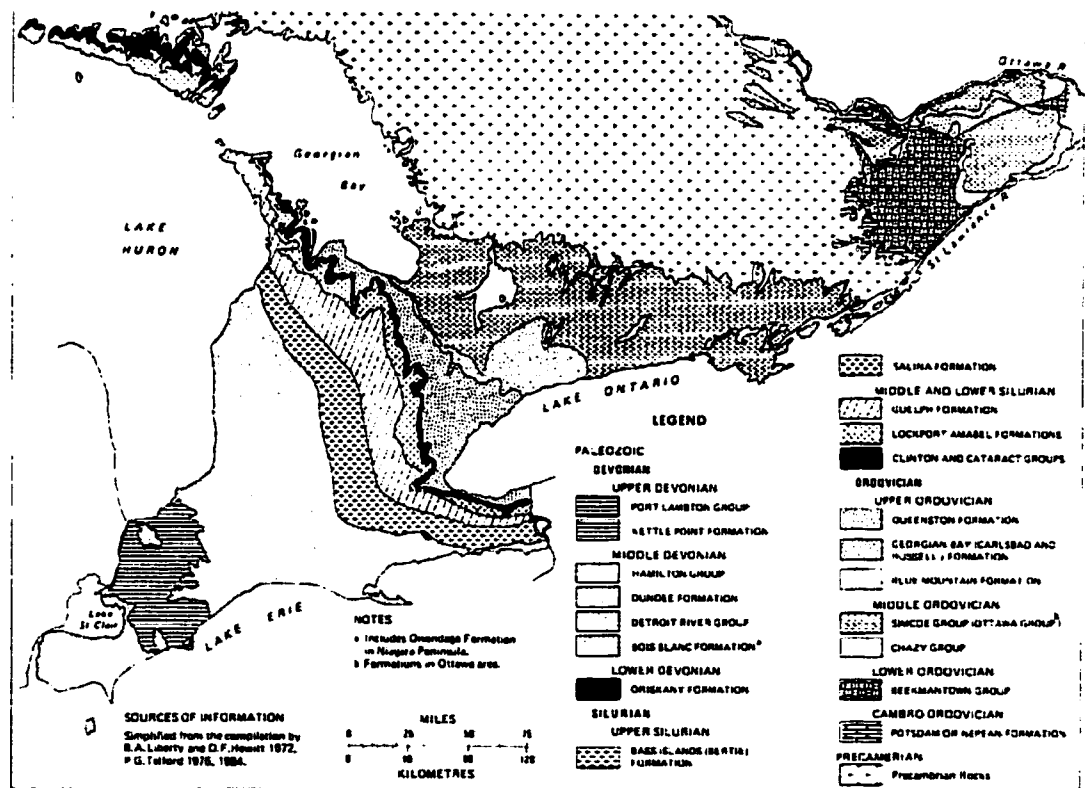 Ottawa R
Georgian
Bay
LAKE
HURON
St Lawrence R
LAKE ONTARIO
Lake
St Clair
LAKE ERIE
NOTES
a Includes Onondaga Formation
in Niagara Peninsula.
b Formations in Ottawa area.
SOURCES OF INFORMATION
Simplified from the compilation by
B.A. Liberty and D.F. Hewitt 1972,
P.G. Telford 1976, 1984.
MILES
0 25 50 75
0 40 80 120
KILOMETRES
LEGEND
PALEOZOIC
DEVONIAN
UPPER DEVONIAN
PORT LAMBTON GROUP
KETTLE POINT FORMATION
MIDDLE DEVONIAN
HAMILTON GROUP
DUNDEE FORMATION
DETROIT RIVER GROUP
BOIS BLANC FORMATION a
LOWER DEVONIAN
ORISKANY FORMATION
SILURIAN
UPPER SILURIAN
BASS ISLANDS (BERTIE)
FORMATION
SALINA FORMATION
MIDDLE AND LOWER SILURIAN
GUELPH FORMATION
LOCKPORT AMABEL FORMATIONS
CLINTON AND CATARACT GROUPS
ORDOVICIAN
UPPER ORDOVICIAN
QUEENSTON FORMATION
GEORGIAN BAY (CARLSBAD AND
RUSSELL) FORMATION
BLUE MOUNTAIN FORMATION
MIDDLE ORDOVICIAN
SIMCOE GROUP (OTTAWA GROUP) b
CHAZY GROUP
LOWER ORDOVICIAN
BEEKMANTOWN GROUP
CAMBRO ORDOVICIAN
POTSDAM OR NEPEAN FORMATION
PRECAMBRIAN
Precambrian Rocks